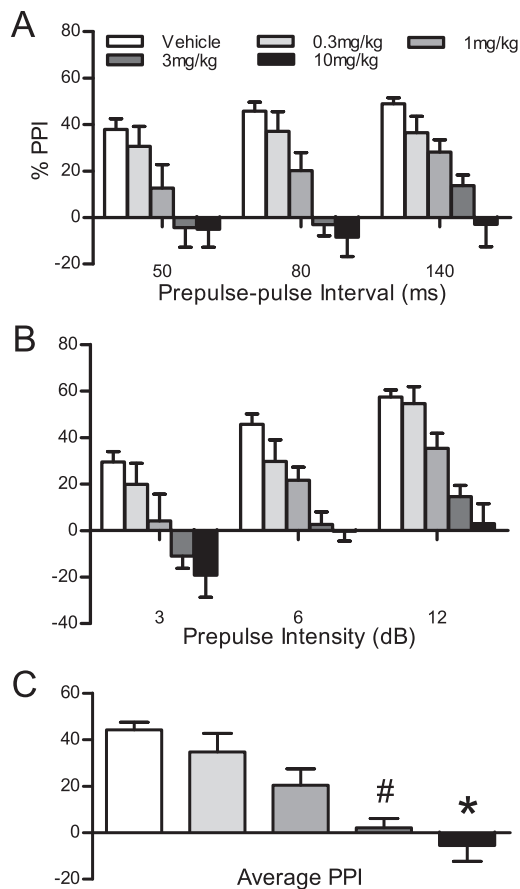 A
% PPI
80
60
40
20
0
-20
Vehicle 0.3mg/kg 1mg/kg
3mg/kg 10mg/kg
50 80 140
Prepulse-pulse Interval (ms)
B
80
60
40
20
0
-20
-40
3 6 12
Prepulse Intensity (dB)
C
60
40
20
0
-20
# *
Average PPI